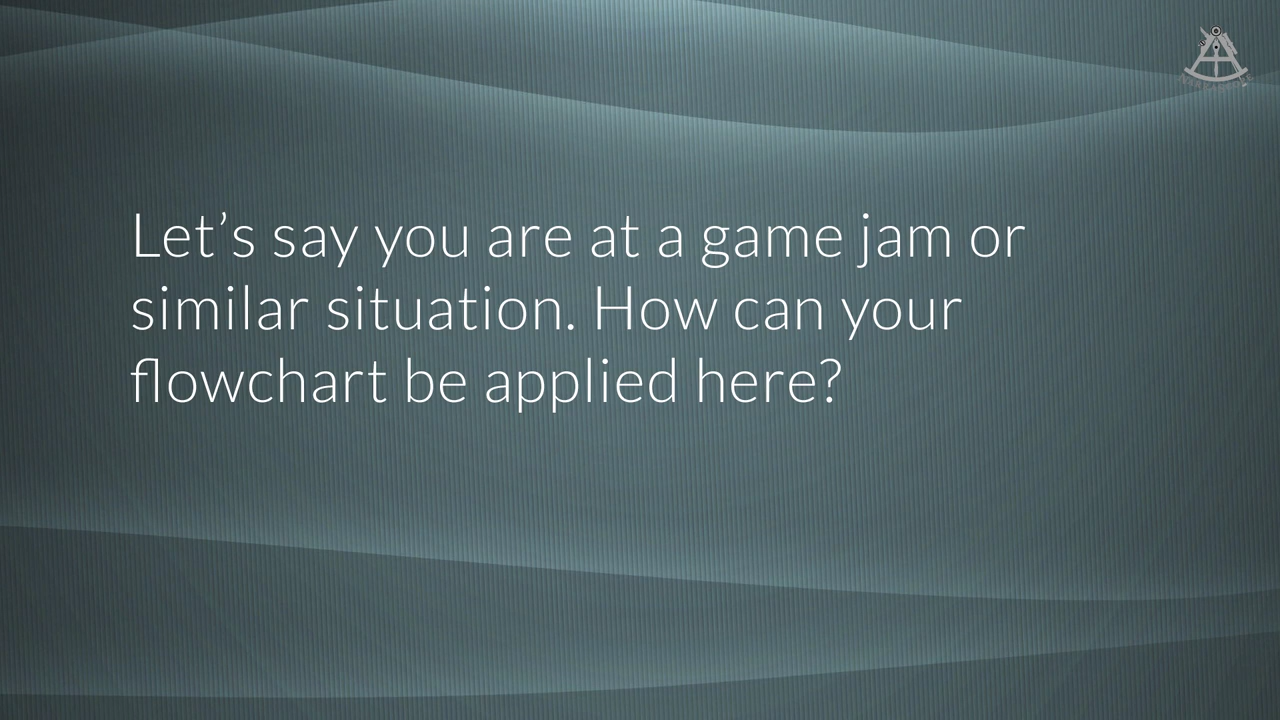 Let’s say you are at a game jam or
similar situation. How can your
flowchart be applied here?